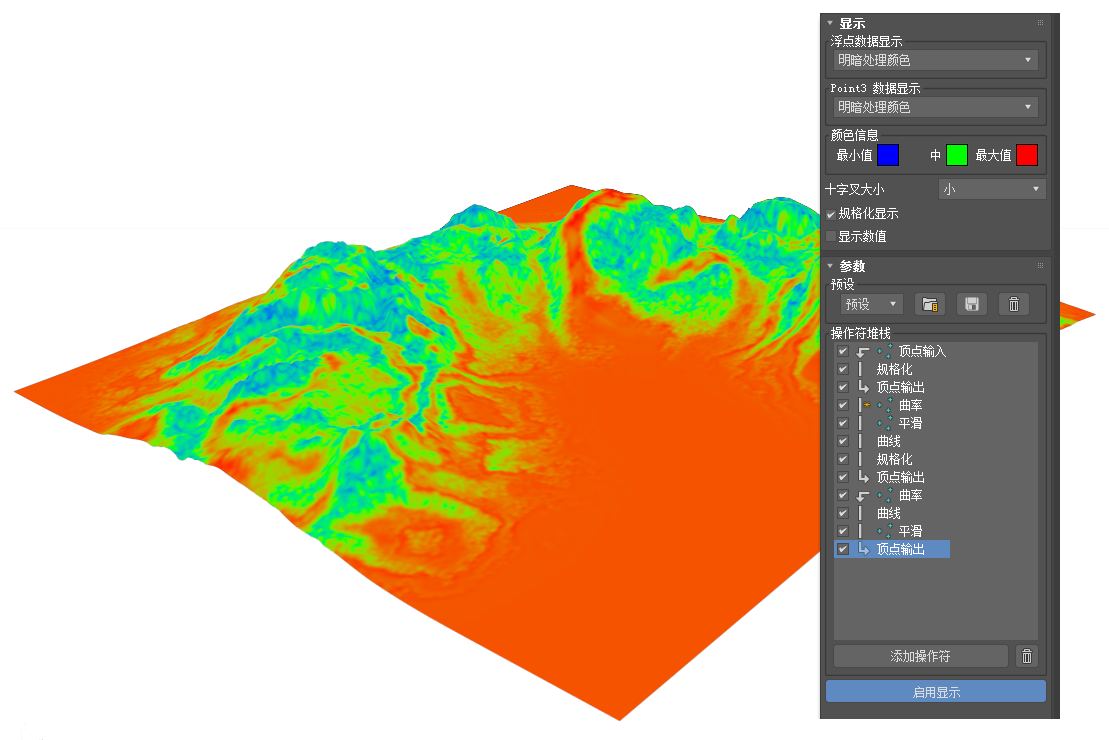 显示
浮点数据显示
明暗处理颜色
Point3 数据显示
明暗处理颜色
颜色信息
最小值 中 最大值
十字叉大小 小
规格化显示
显示数值
参数
预设
预设
操作符堆栈
顶点输入
规格化
顶点输出
曲率
平滑
曲线
规格化
顶点输出
曲率
曲线
平滑
顶点输出
添加操作符
启用显示